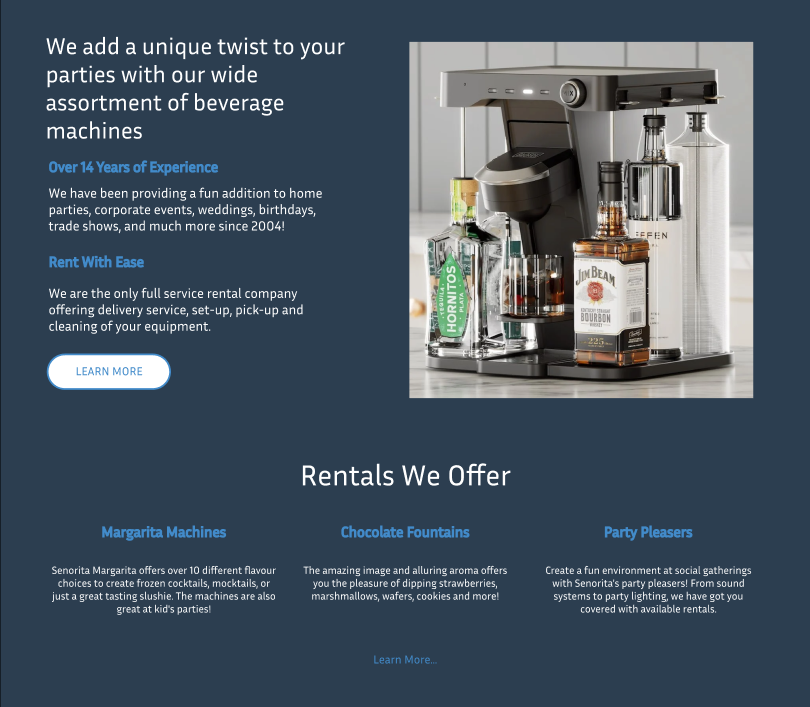 We add a unique twist to your
parties with our wide
assortment of beverage
machines
Over 14 Years of Experience
We have been providing a fun addition to home
parties, corporate events, weddings, birthdays,
trade shows, and much more since 2004!
Rent With Ease
We are the only full service rental company
offering delivery service, set-up, pick-up and
cleaning of your equipment.
LEARN MORE
TEQUILA
HORNITOS
PLATA
JIM BEAM
KENTUCKY STRAIGHT
BOURBON
WHISKEY
225
EFFEN
Rentals We Offer
Margarita Machines
Senorita Margarita offers over 10 different flavour
choices to create frozen cocktails, mocktails, or
just a great tasting slushie. The machines are also
great at kid's parties!
Chocolate Fountains
The amazing image and alluring aroma offers
you the pleasure of dipping strawberries,
marshmallows, wafers, cookies and more!
Party Pleasers
Create a fun environment at social gatherings
with Senorita's party pleasers! From sound
systems to party lighting, we have got you
covered with available rentals.
Learn More...